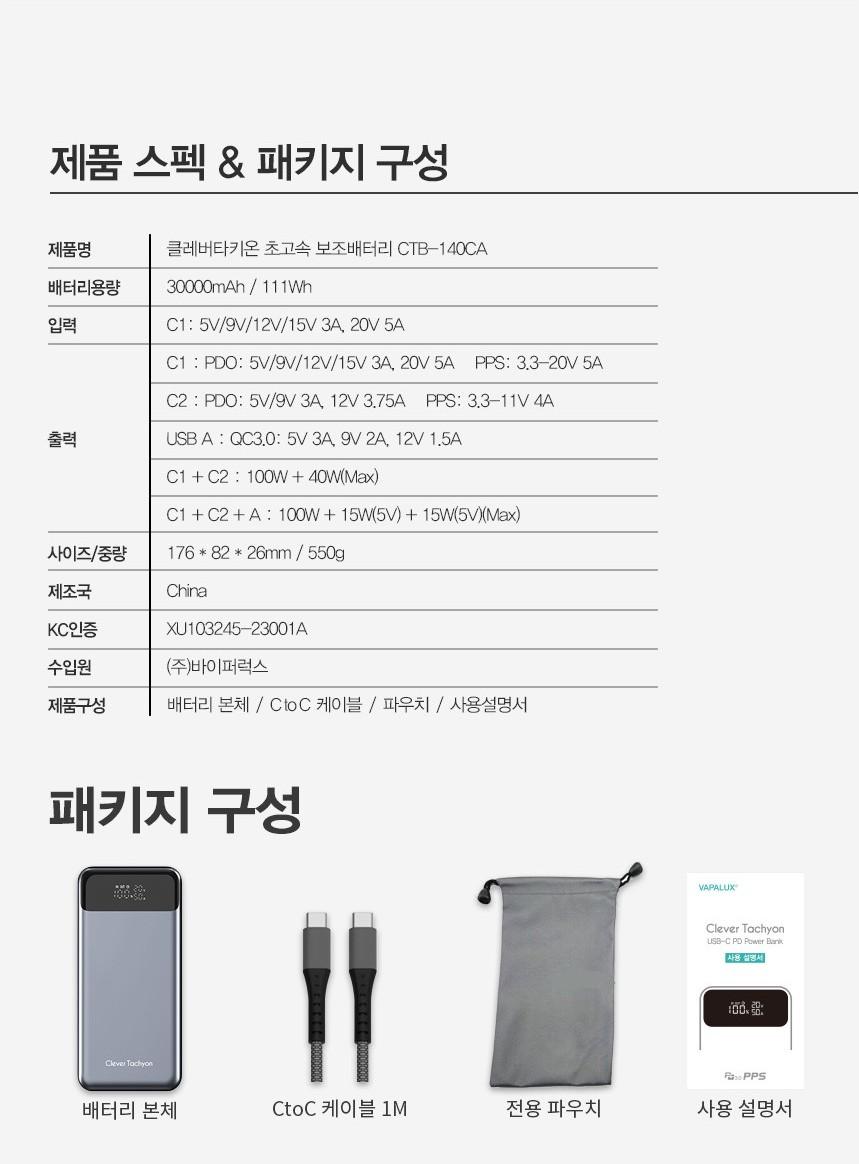 제품 스펙 & 패키지 구성
제품명 클레버타키온 초고속 보조배터리 CTB-140CA
배터리용량 30000mAh / 111Wh
입력 C1: 5V/9V/12V/15V 3A, 20V 5A
C1 : PDO: 5V/9V/12V/15V 3A, 20V 5A PPS: 3.3-20V 5A
C2 : PDO: 5V/9V 3A, 12V 3.75A PPS: 3.3-11V 4A
출력 USB A : QC3.0: 5V 3A, 9V 2A, 12V 1.5A
C1 + C2 : 100W + 40W(Max)
C1 + C2 + A : 100W + 15W(5V) + 15W(5V)(Max)
사이즈/중량 176 * 82 * 26mm / 550g
제조국 China
KC인증 XU103245-23001A
수입원 (주)바이퍼럭스
제품구성 배터리 본체 / C to C 케이블 / 파우치 / 사용설명서
패키지 구성
Clever Tachyon
VAPALUX
Clever Tachyon
USB-C PD Power Bank
사용 설명서
100%
PPS
배터리 본체
CtoC 케이블 1M
전용 파우치
사용 설명서